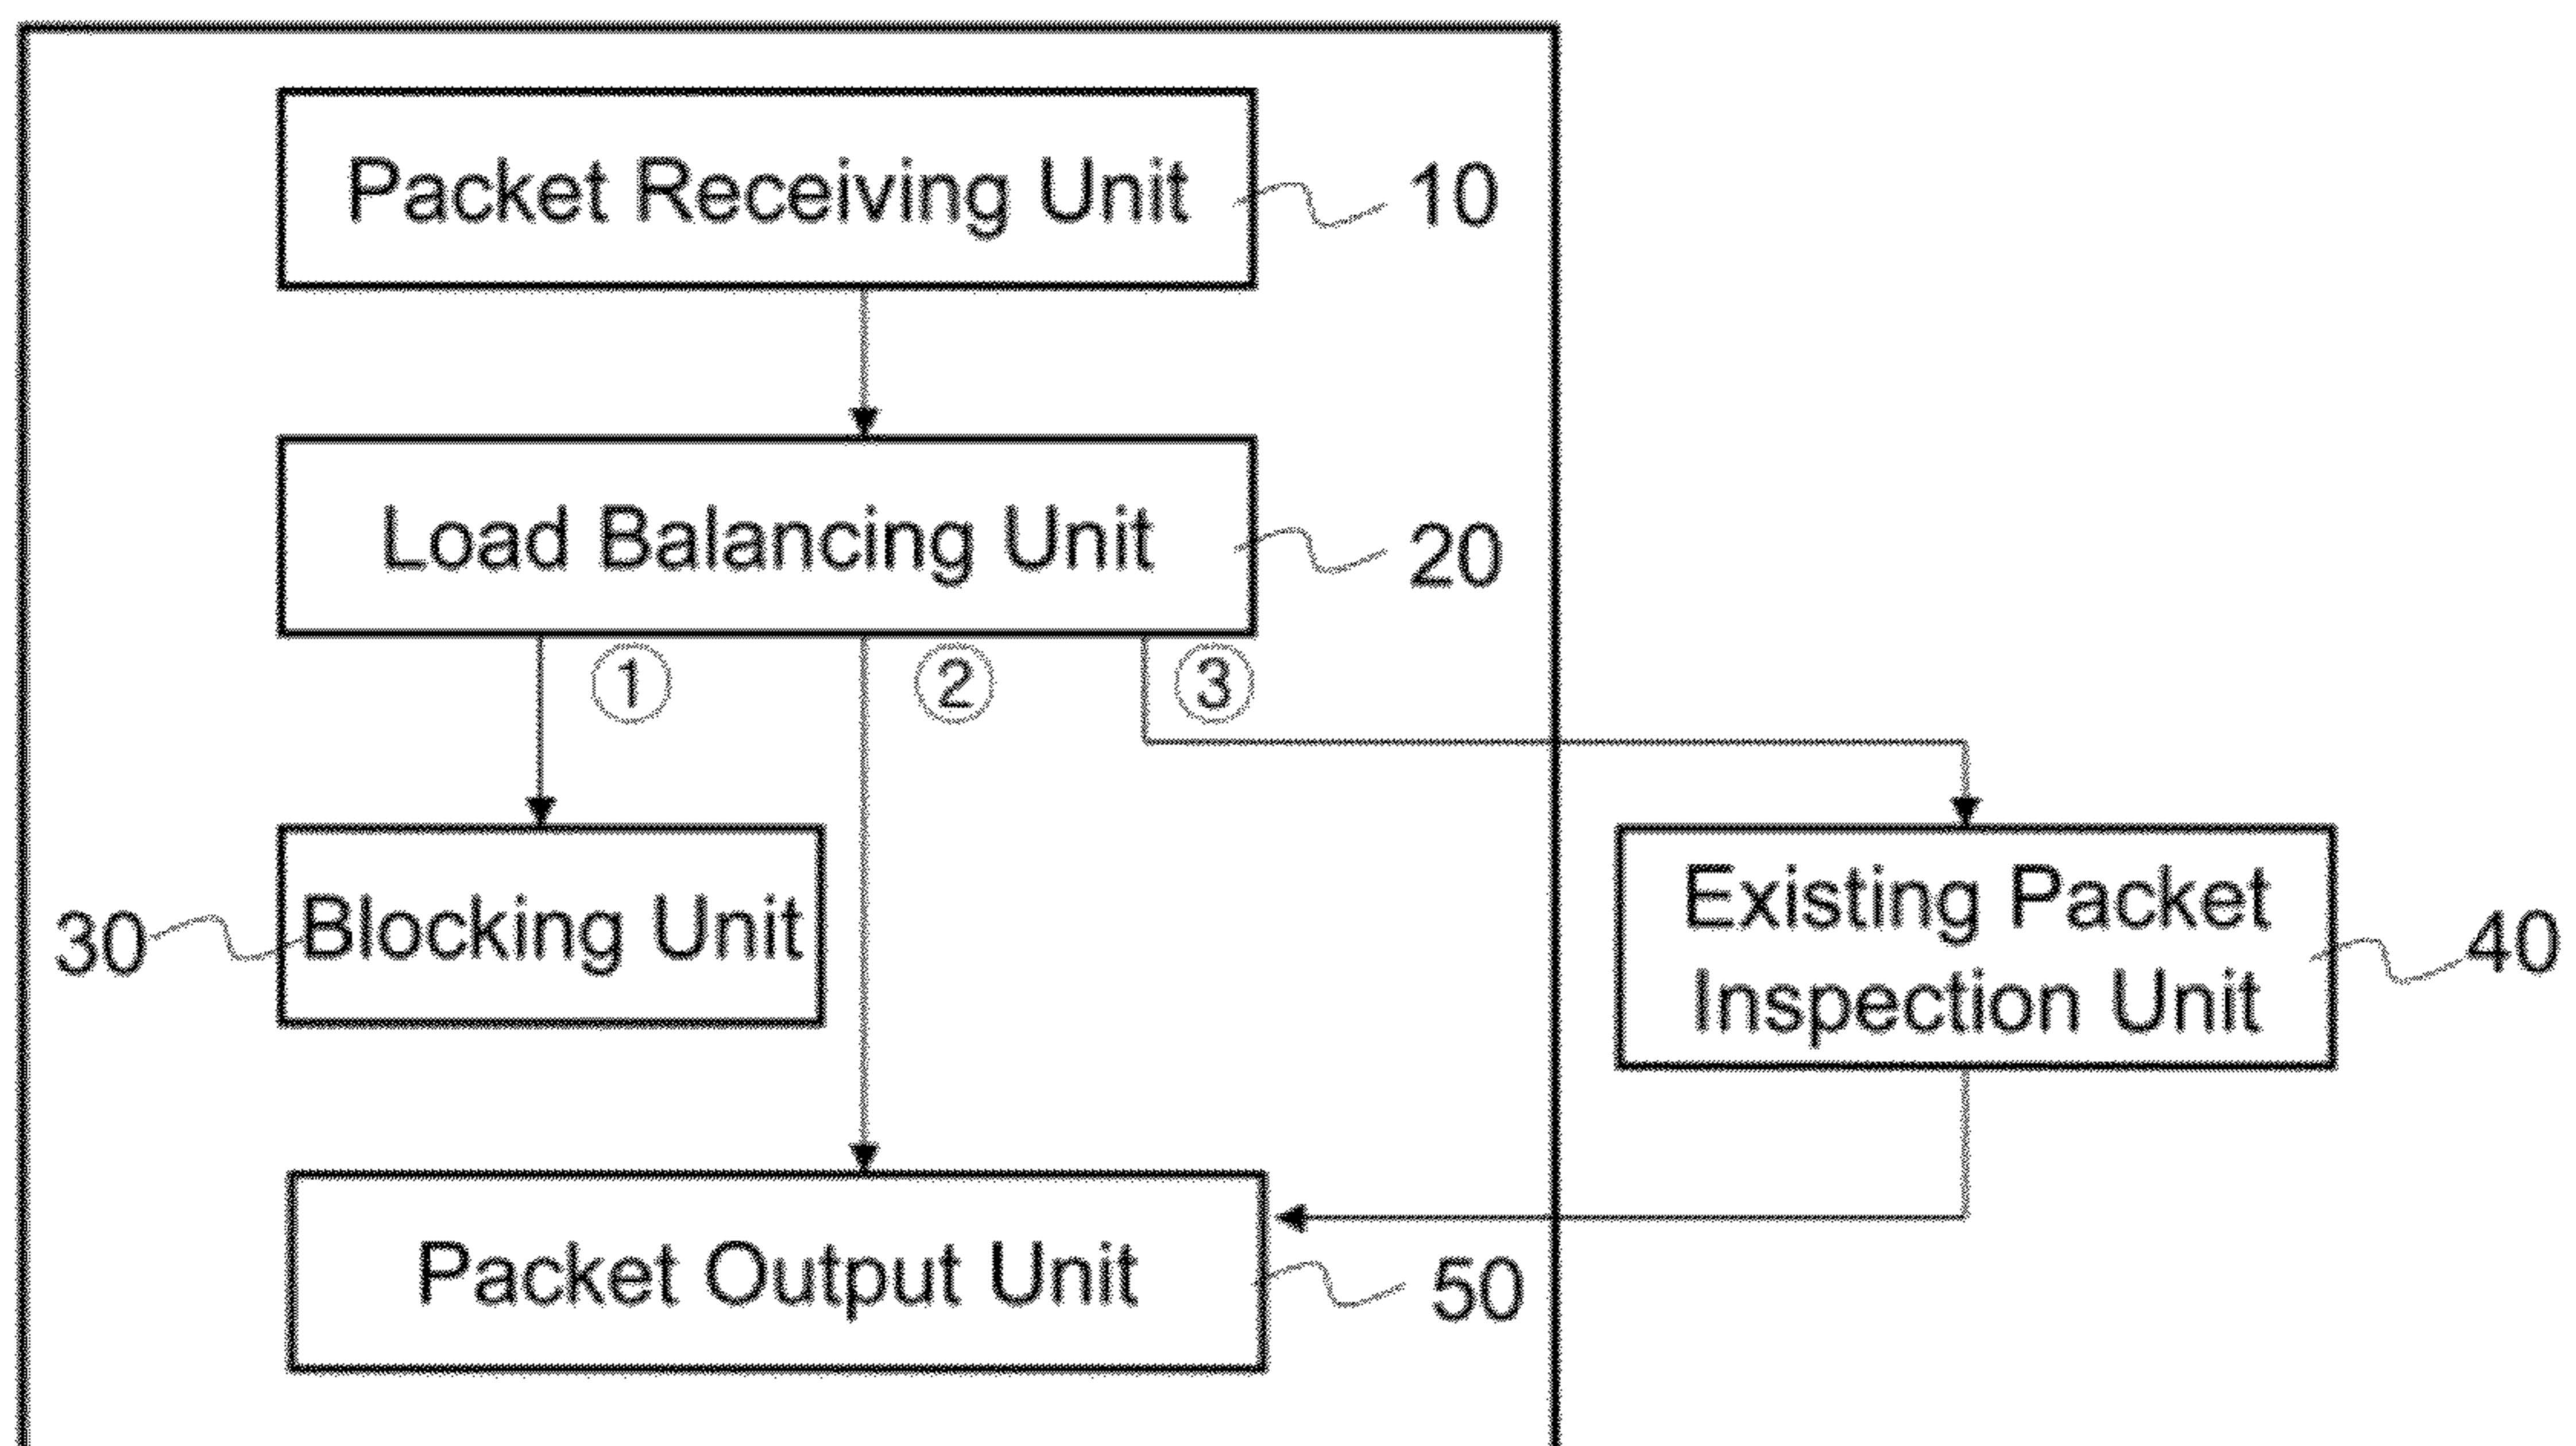 Packet Receiving Unit
10
Load Balancing Unit
20
① ② ③
30
Blocking Unit
Existing Packet
Inspection Unit
40
Packet Output Unit
50